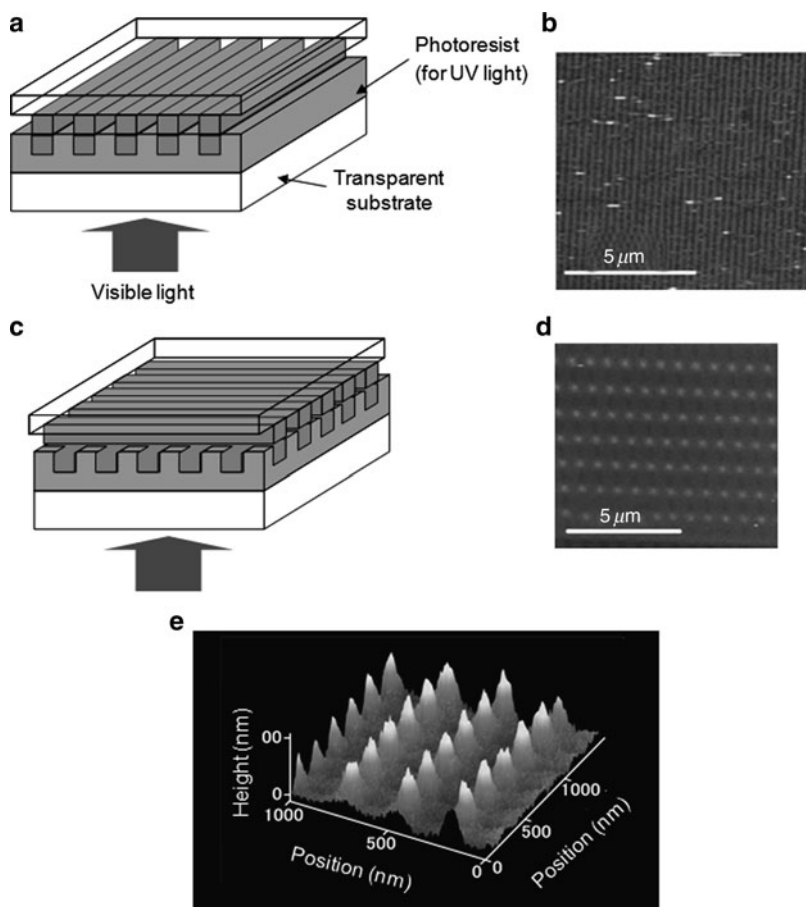 a
Photoresist
(for UV light)
Transparent
substrate
Visible light
b
5 μm
c
d
5 μm
e
Height (nm)
00
0
1000
500
0
Position (nm)
0
500
1000
Position (nm)